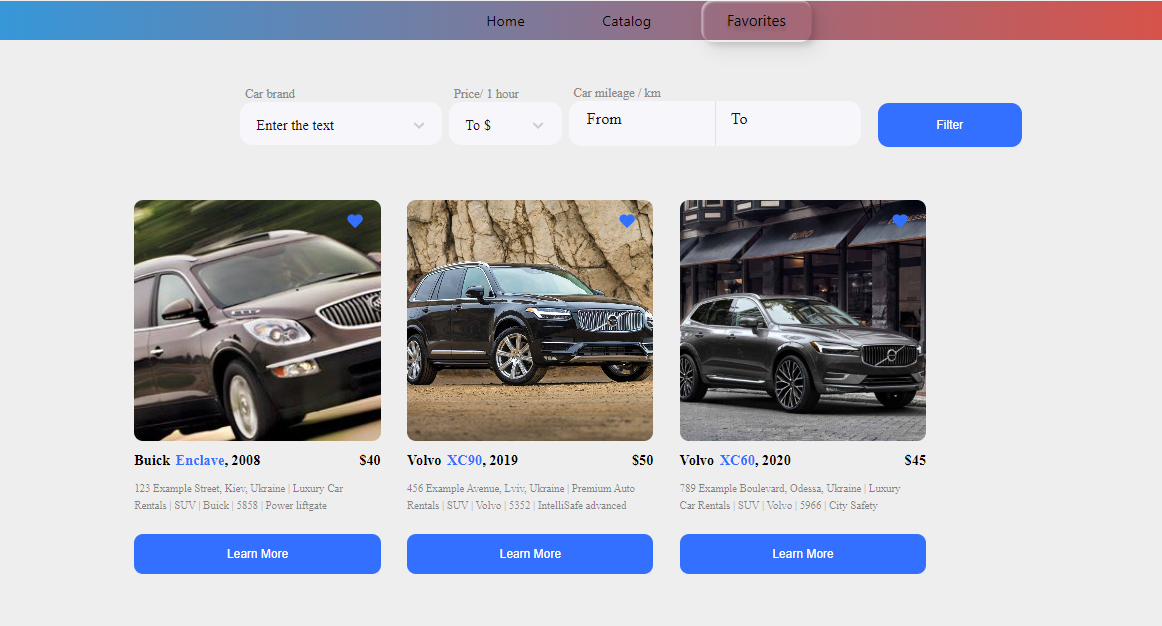 Home
Catalog
Favorites
Car brand
Price/ 1 hour
Car mileage / km
Enter the text
To $
From
To
Filter
Buick Enclave, 2008
$40
123 Example Street, Kiev, Ukraine | Luxury Car
Rentals | SUV | Buick | 5858 | Power liftgate
Learn More
Volvo XC90, 2019
$50
456 Example Avenue, Lviv, Ukraine | Premium Auto
Rentals | SUV | Volvo | 5352 | IntelliSafe advanced
Learn More
Volvo XC60, 2020
$45
789 Example Boulevard, Odessa, Ukraine | Luxury
Car Rentals | SUV | Volvo | 5966 | City Safety
Learn More